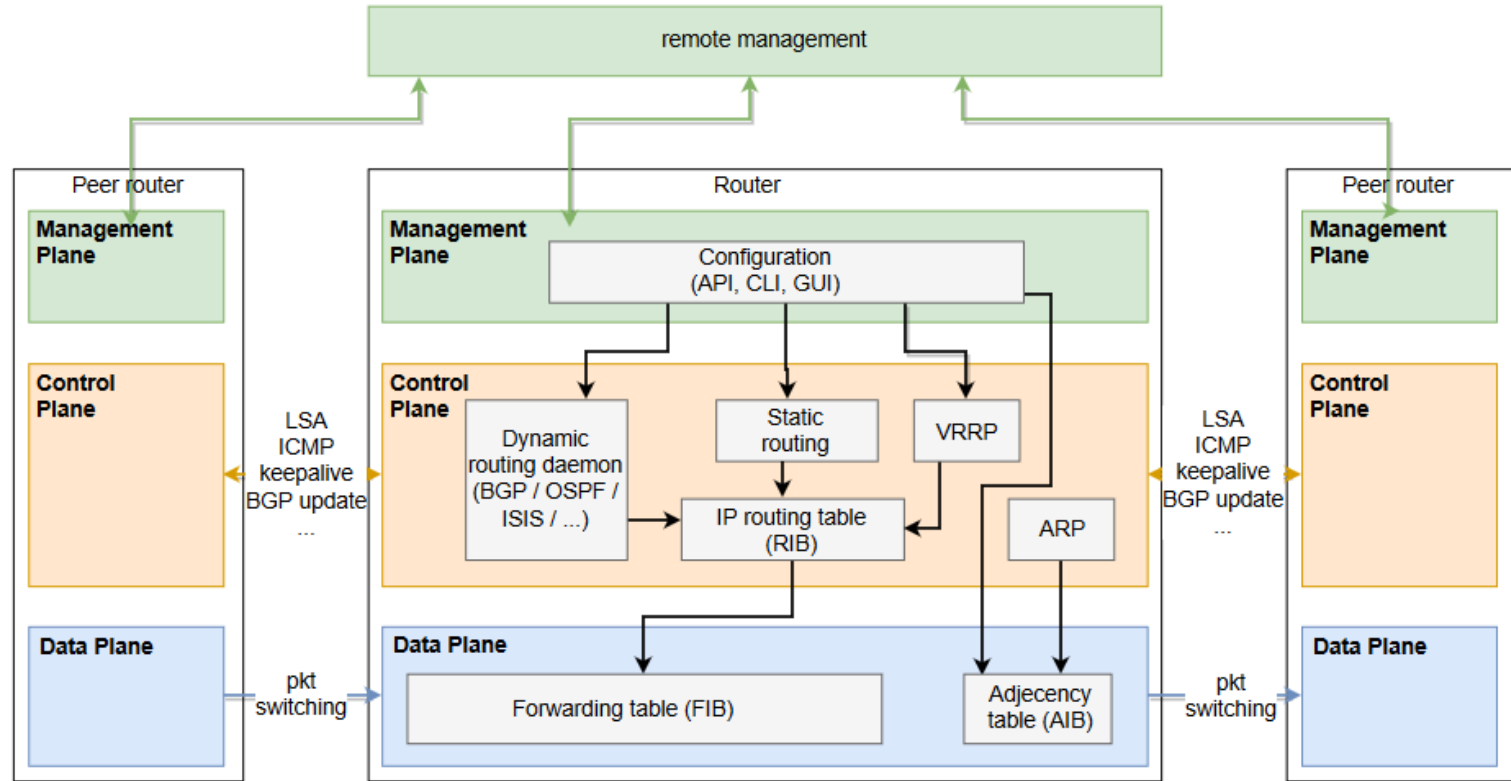 remote management
Peer router
Management
Plane
Control
Plane
Data Plane
LSA
ICMP
keepalive
BGP update
...
pkt
switching
Router
Management
Plane
Configuration
(API, CLI, GUI)
Control
Plane
Dynamic
routing daemon
(BGP / OSPF /
ISIS / ...)
Static
routing
VRRP
IP routing table
(RIB)
ARP
Data Plane
Forwarding table (FIB)
Adjecency
table (AIB)
LSA
ICMP
keepalive
BGP update
...
pkt
switching
Peer router
Management
Plane
Control
Plane
Data Plane